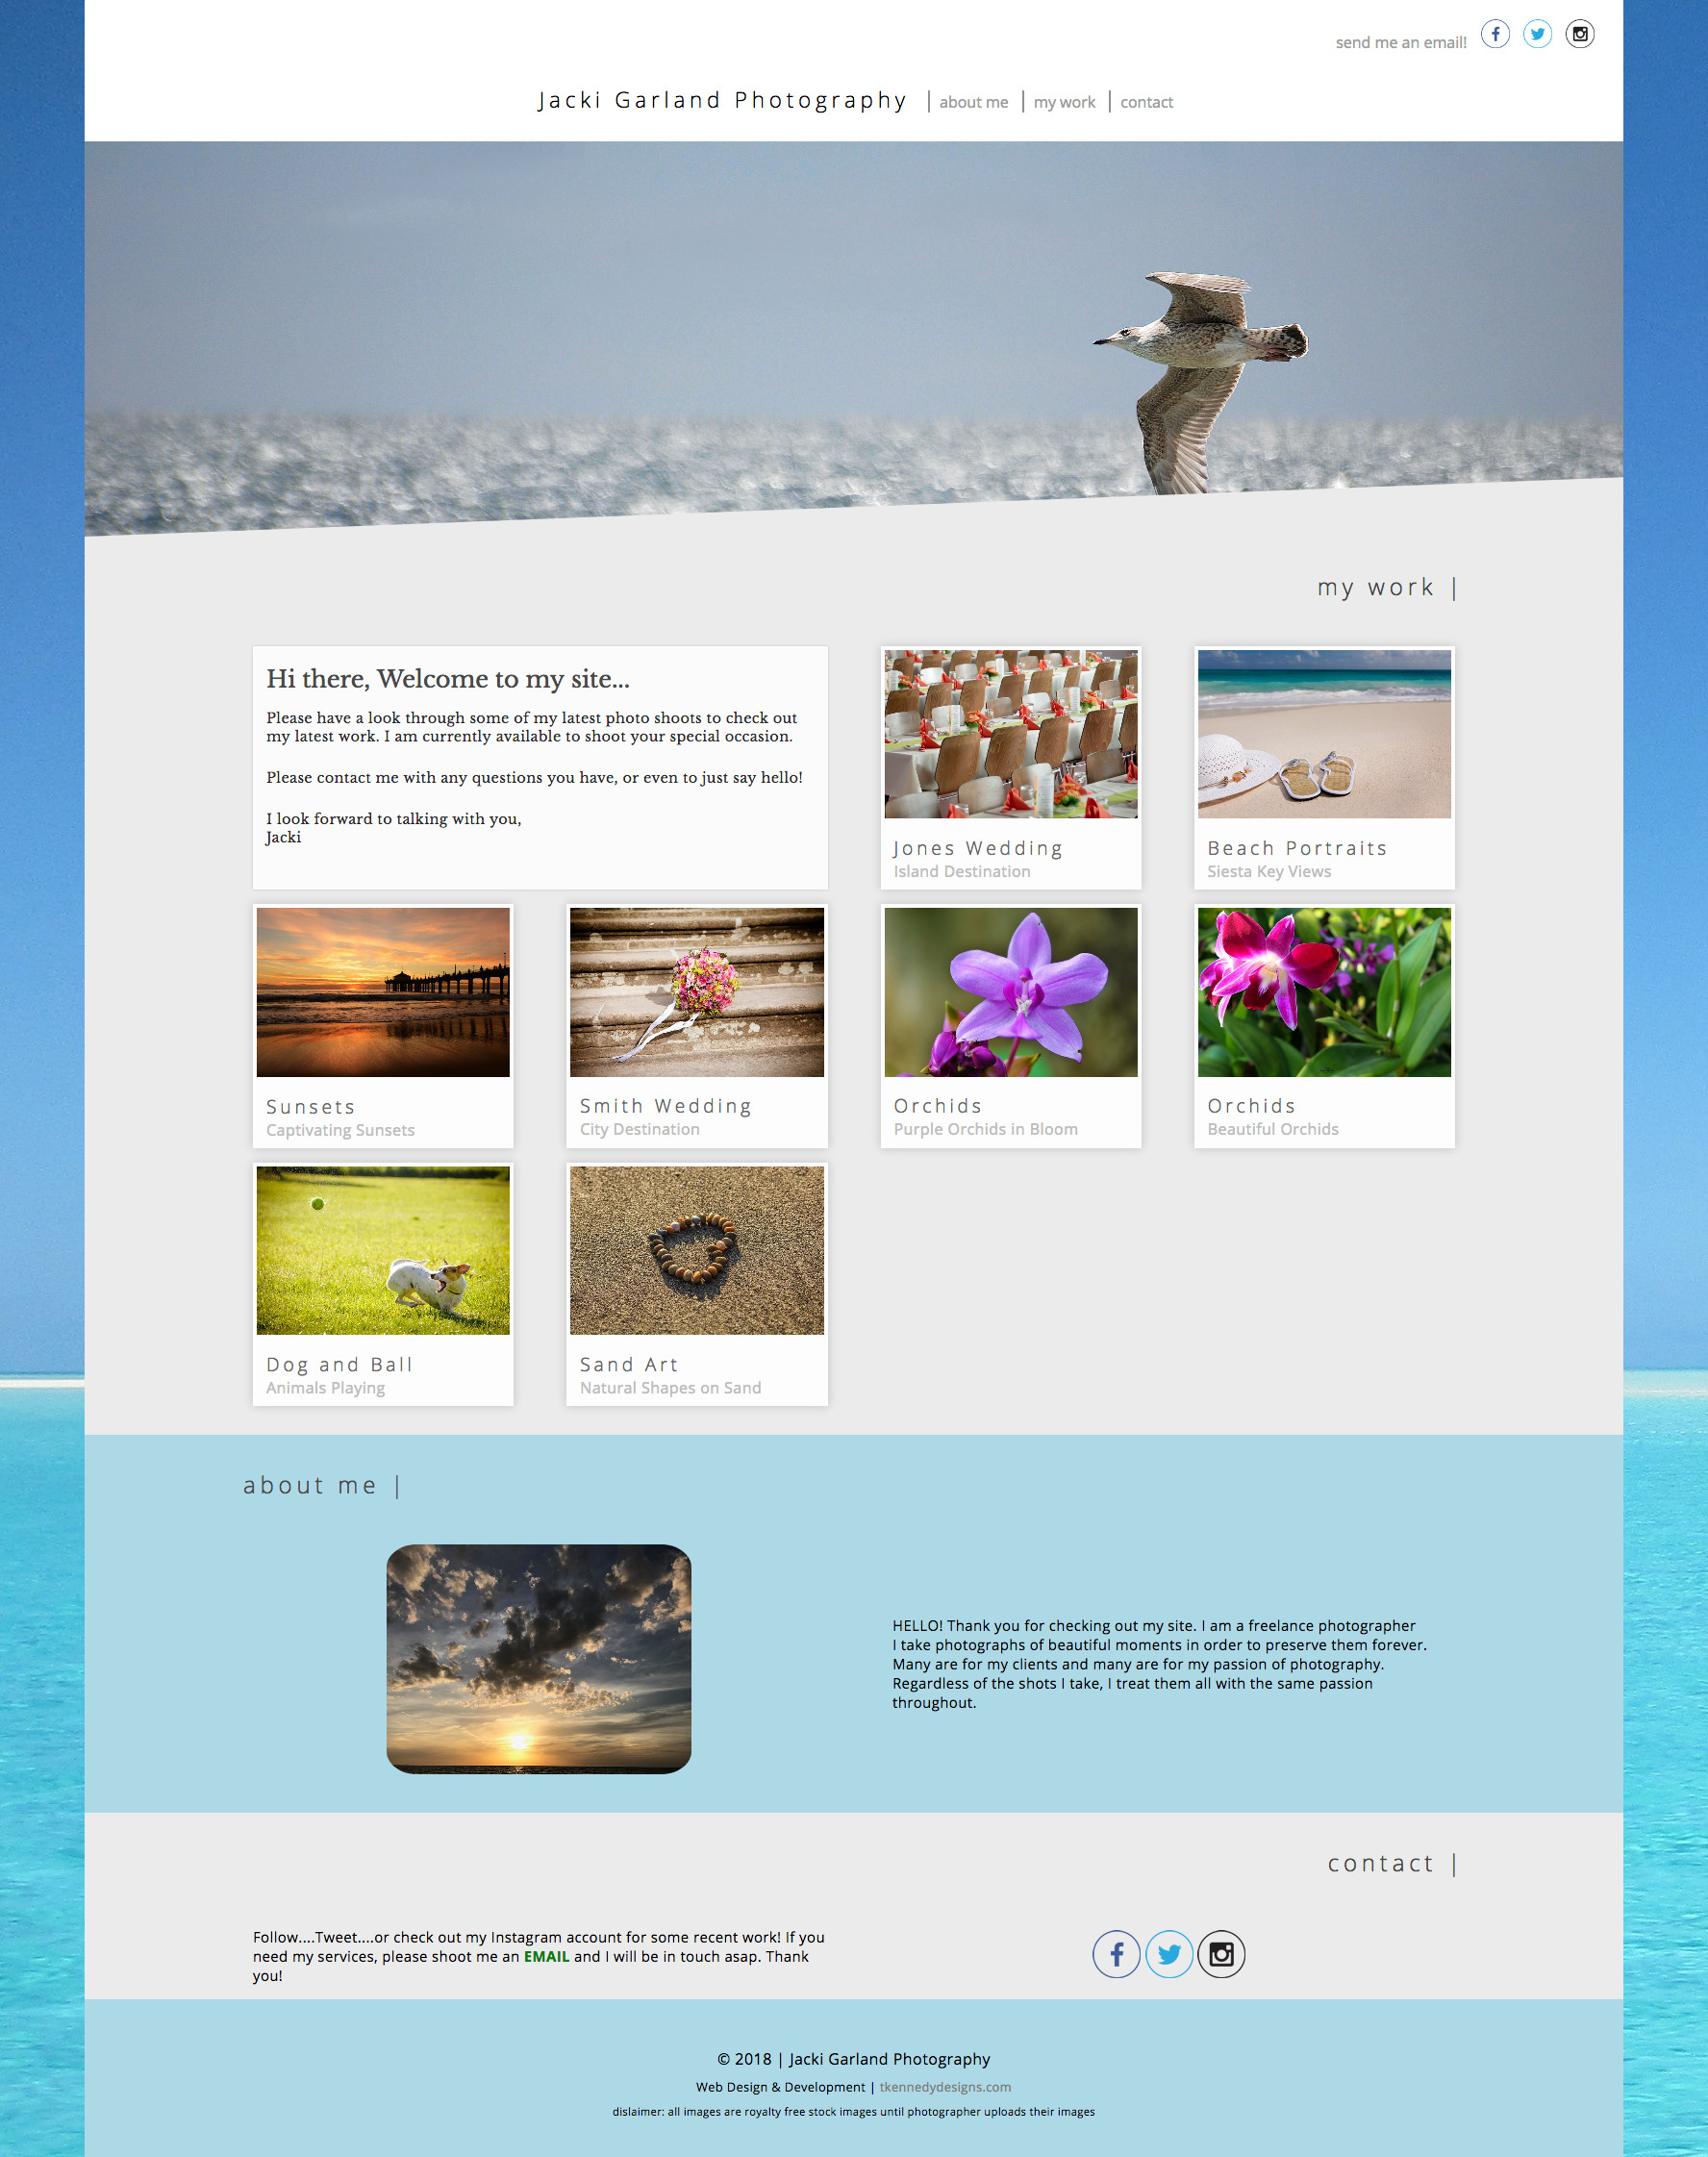 send me an email!
Jacki Garland Photography | about me | my work | contact
my work |
Hi there, Welcome to my site...
Please have a look through some of my latest photo shoots to check out
my latest work. I am currently available to shoot your special occasion.
Please contact me with any questions you have, or even to just say hello!
I look forward to talking with you,
Jacki
Jones Wedding
Island Destination
Beach Portraits
Siesta Key Views
Sunsets
Captivating Sunsets
Smith Wedding
City Destination
Orchids
Purple Orchids in Bloom
Orchids
Beautiful Orchids
Dog and Ball
Animals Playing
Sand Art
Natural Shapes on Sand
about me |
HELLO! Thank you for checking out my site. I am a freelance photographer
I take photographs of beautiful moments in order to preserve them forever.
Many are for my clients and many are for my passion of photography.
Regardless of the shots I take, I treat them all with the same passion
throughout.
contact |
Follow....Tweet....or check out my Instagram account for some recent work! If you
need my services, please shoot me an EMAIL and I will be in touch asap. Thank
you!
© 2018 | Jacki Garland Photography
Web Design & Development | tkennedydesigns.com
dislaimer: all images are royalty free stock images until photographer uploads their images